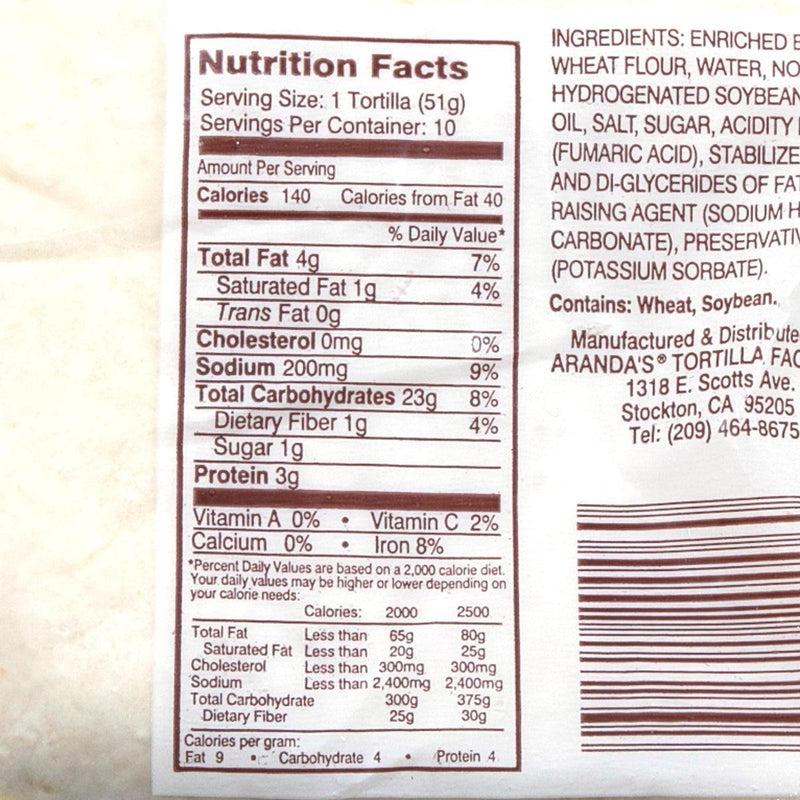 Nutrition Facts
Serving Size: 1 Tortilla (51g)
Servings Per Container: 10
Amount Per Serving
Calories 140 Calories from Fat 40
% Daily Value*
Total Fat 4g 7%
Saturated Fat 1g 4%
Trans Fat 0g
Cholesterol 0mg 0%
Sodium 200mg 9%
Total Carbohydrates 23g 8%
Dietary Fiber 1g 4%
Sugar 1g
Protein 3g
Vitamin A 0% • Vitamin C 2%
Calcium 0% • Iron 8%
*Percent Daily Values are based on a 2,000 calorie diet.
Your daily values may be higher or lower depending on
your calorie needs:
Calories: 2000 2500
Total Fat Less than 65g 80g
Saturated Fat Less than 20g 25g
Cholesterol Less than 300mg 300mg
Sodium Less than 2,400mg 2,400mg
Total Carbohydrate 300g 375g
Dietary Fiber 25g 30g
Calories per gram:
Fat 9 • Carbohydrate 4 • Protein 4
INGREDIENTS: ENRICHED
WHEAT FLOUR, WATER,
HYDROGENATED SOYBEAN
OIL, SALT, SUGAR, ACIDITY
(FUMARIC ACID),
AND DI-GLYCERIDES OF
RAISING AGENT (SODIUM
CARBONATE),
(POTASSIUM SORBATE).
Contains: Wheat, Soybean.
Manufactured &
ARANDA'S® TORTILLA
1318 E. Scotts Ave.
Stockton, CA 95205
Tel: (209) 464-8675